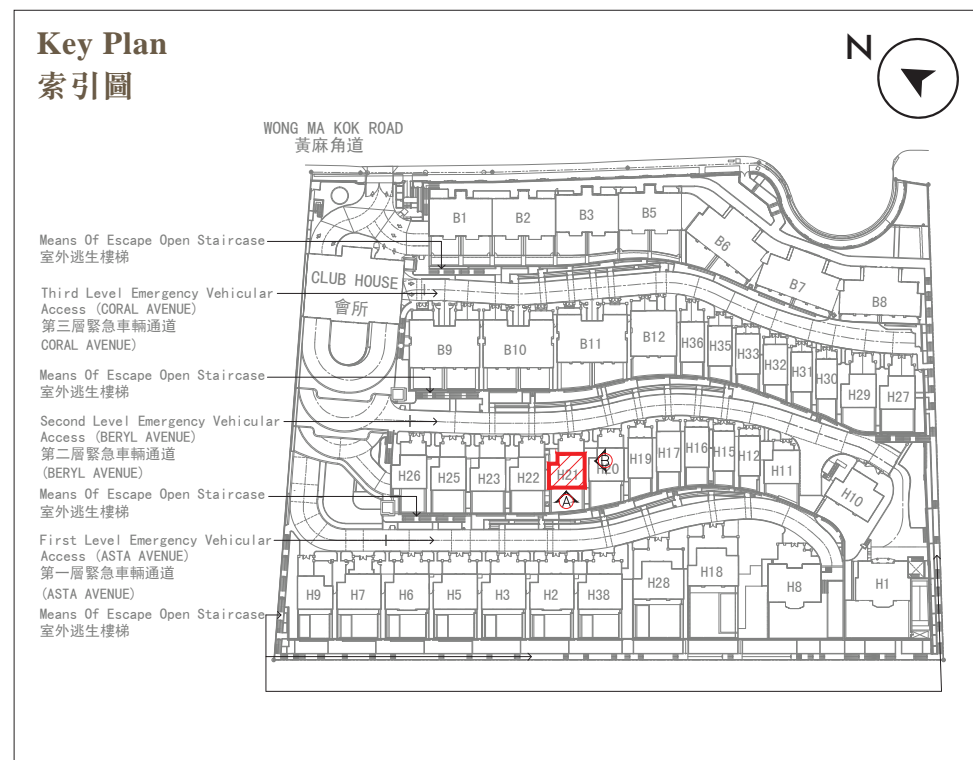 Key Plan
索引圖
N
WONG MA KOK ROAD
黃麻角道
Means Of Escape Open Staircase
室外逃生樓梯
Third Level Emergency Vehicular
Access (CORAL AVENUE)
第三層緊急車輛通道
CORAL AVENUE)
Means Of Escape Open Staircase
室外逃生樓梯
Second Level Emergency Vehicular
Access (BERYL AVENUE)
第二層緊急車輛通道
(BERYL AVENUE)
Means Of Escape Open Staircase
室外逃生樓梯
First Level Emergency Vehicular
Access (ASTA AVENUE)
第一層緊急車輛通道
(ASTA AVENUE)
Means Of Escape Open Staircase
室外逃生樓梯
CLUB HOUSE
會所
B1
B2
B3
B5
B6
B7
B8
B9
B10
B11
B12
H36
H35
H33
H32
H31
H30
H29
H27
H26
H25
H23
H22
H21
H20
H19
H17
H16
H15
H12
H11
H10
A
B
H9
H7
H6
H5
H3
H2
H38
H28
H18
H8
H1